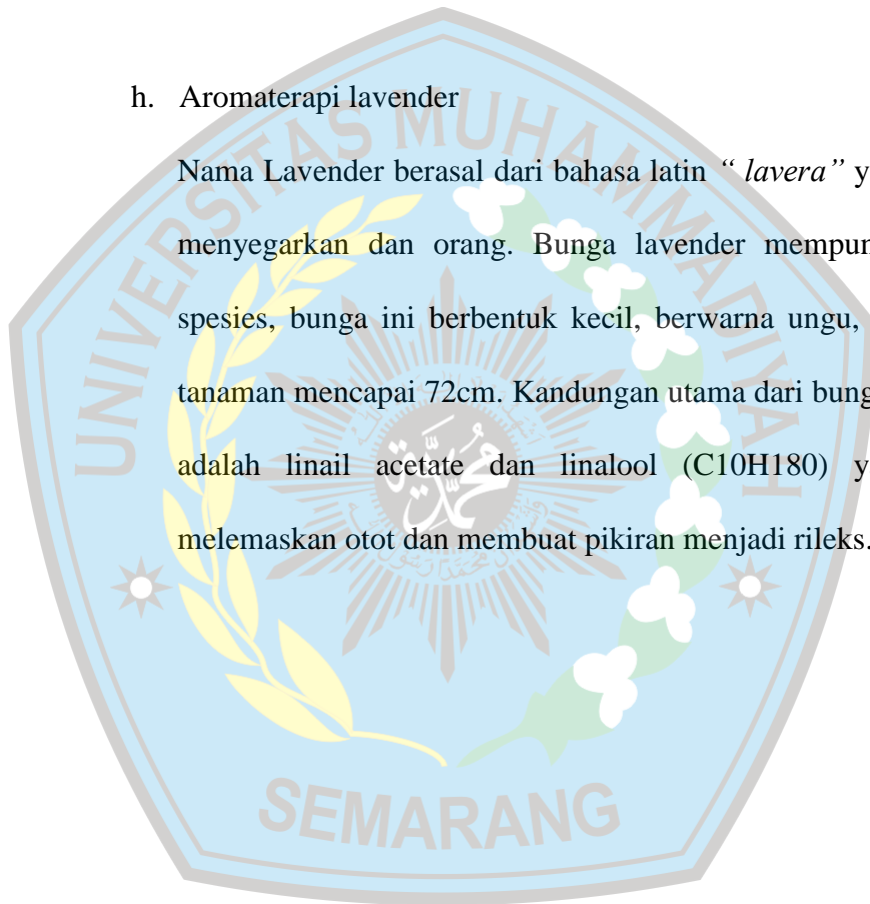 h. Aromaterapi lavender
Nama Lavender berasal dari bahasa latin “ lavera” y
menyegarkan dan orang. Bunga lavender mempun
spesies, bunga ini berbentuk kecil, berwarna ungu,
tanaman mencapai 72cm. Kandungan utama dari bung
adalah linail acetate dan linalool (C10H180) y
melemaskan otot dan membuat pikiran menjadi rileks.
UNIVERSITAS MUHAMMADIYAH
محمدية
SEMARANG